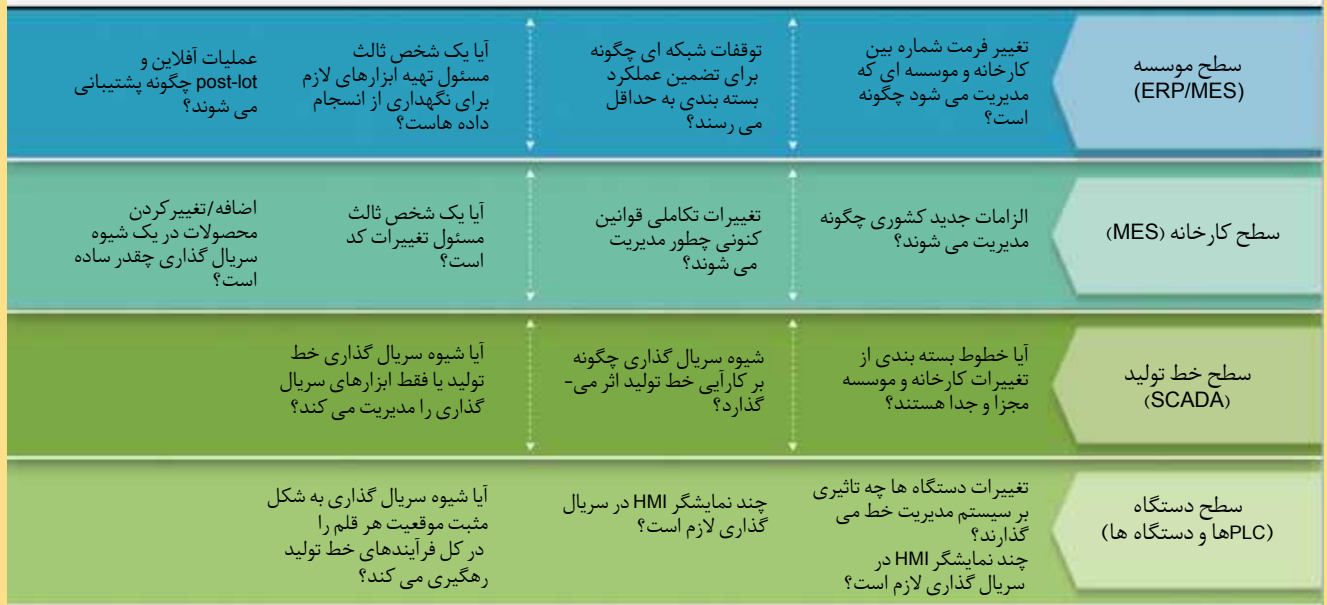 سطح موسسه
(ERP/MES)
تغییر فرمت شماره بین
کارخانه و موسسه ای که
مدیریت می شود چگونه
است؟
توقفات شبکه ای چگونه
برای تضمین عملکرد
بسته بندی به حداقل
می رسند؟
آیا یک شخص ثالث
مسئول تهیه ابزارهای لازم
برای نگهداری از انسجام
داده هاست؟
عملیات آفلاین و
post-lot چگونه پشتیبانی
می شوند؟
سطح کارخانه (MES)
الزامات جدید کشوری چگونه
مدیریت می شوند؟
تغییرات تکاملی قوانین
کنونی چطور مدیریت
می شوند؟
آیا یک شخص ثالث
مسئول تغییرات کد
است؟
اضافه/تغییرکردن
محصولات در یک شیوه
سریال گذاری چقدر ساده
است؟
سطح خط تولید
(SCADA)
آیا خطوط بسته بندی از
تغییرات کارخانه و موسسه
مجزا و جدا هستند؟
شیوه سریال گذاری چگونه
بر کارآیی خط تولید اثر می-
گذارد؟
آیا شیوه سریال گذاری خط
تولید یا فقط ابزارهای سریال
گذاری را مدیریت می کند؟
سطح دستگاه
(PLCها و دستگاه ها)
تغییرات دستگاه ها چه تاثیری
بر سیستم مدیریت خط می
گذارند؟
چند نمایشگر HMI در
سریال گذاری لازم است؟
چند نمایشگر HMI در سریال
گذاری لازم است؟
آیا شیوه سریال گذاری به شکل
مثبت موقعیت هر قلم را
در کل فرآیندهای خط تولید
رهگیری می کند؟